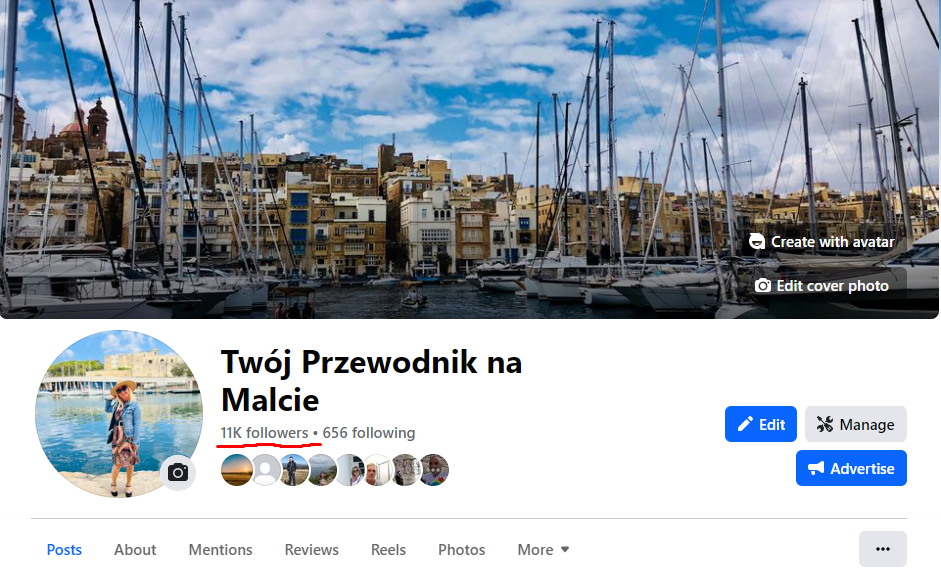 Create with avatar
Edit cover photo
Twój Przewodnik na
Malcie
11K followers • 656 following
Edit
Manage
Advertise
Posts
About
Mentions
Reviews
Reels
Photos
More